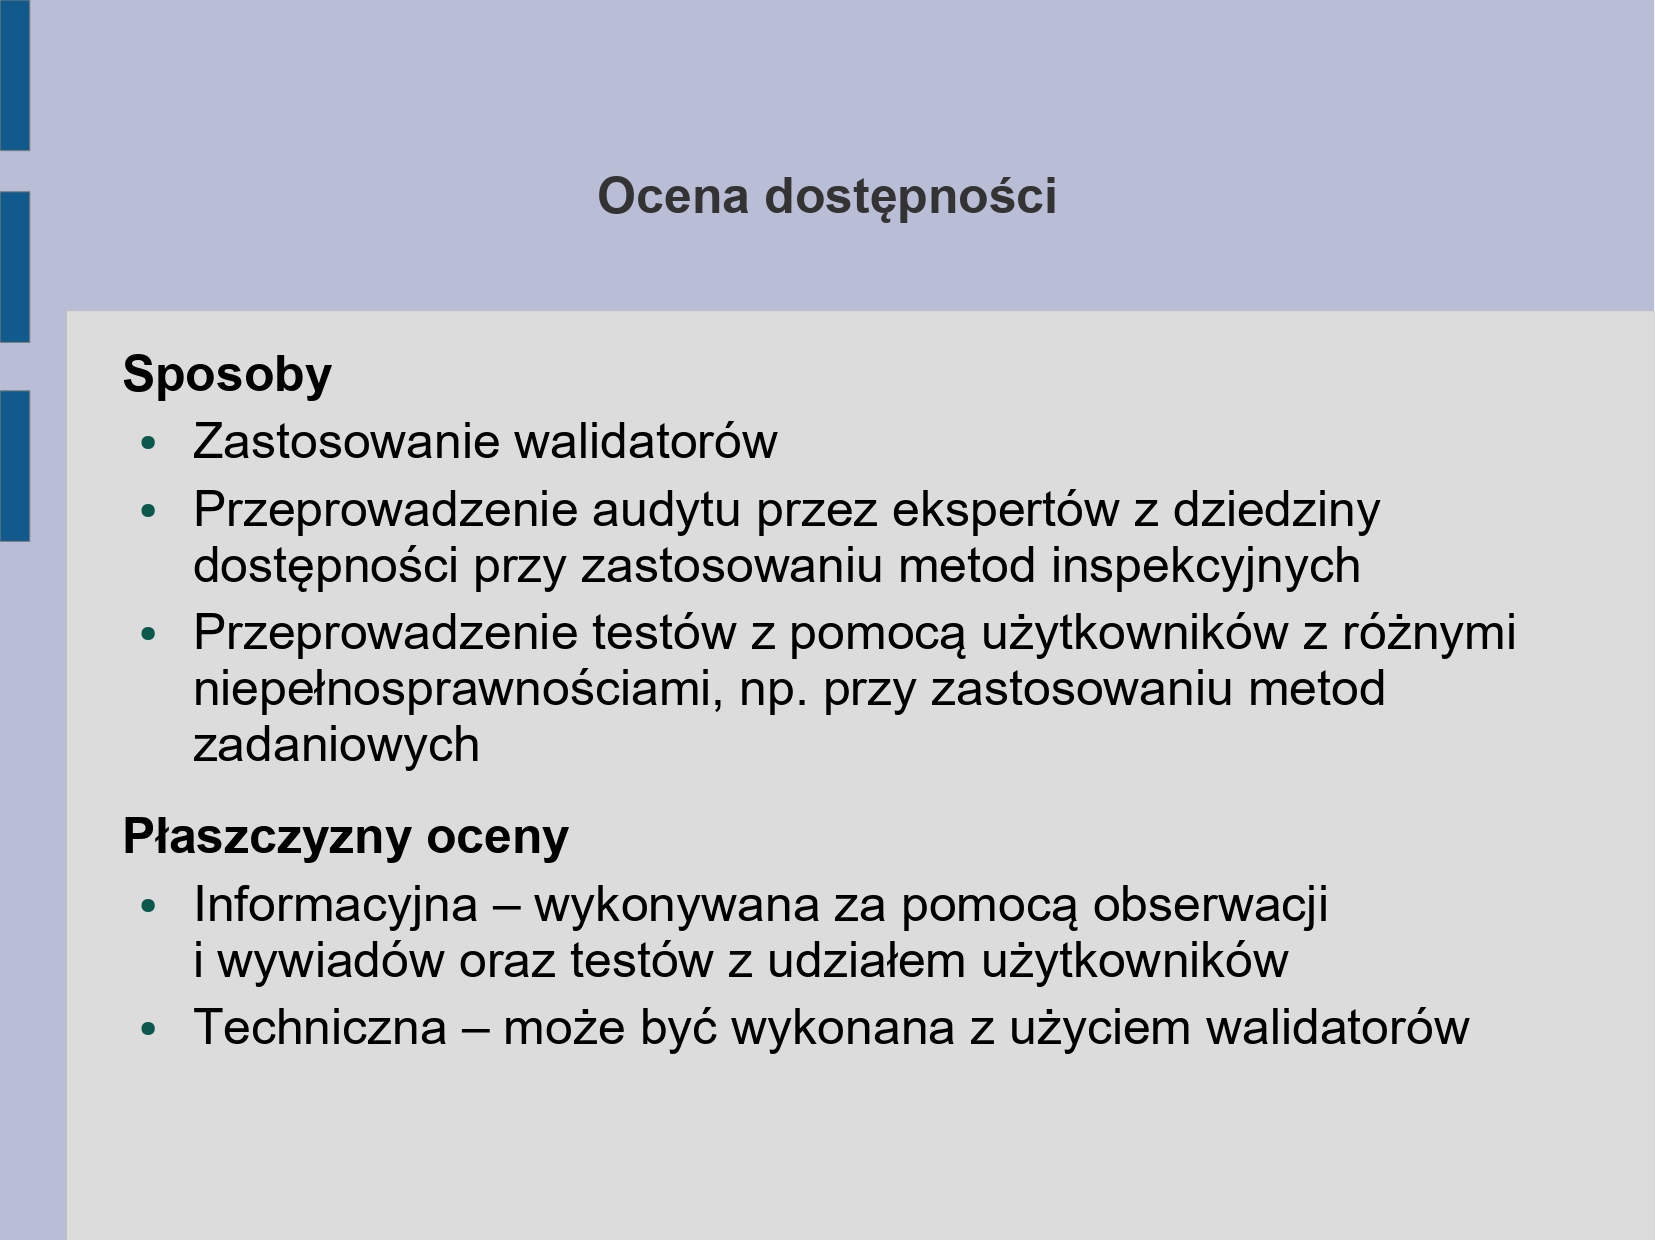 Ocena dostępności
Sposoby
• Zastosowanie walidatorów
• Przeprowadzenie audytu przez ekspertów z dziedziny
dostępności przy zastosowaniu metod inspekcyjnych
• Przeprowadzenie testów z pomocą użytkowników z różnymi
niepełnosprawnościami, np. przy zastosowaniu metod
zadaniowych
Płaszczyzny oceny
• Informacyjna – wykonywana za pomocą obserwacji
i wywiadów oraz testów z udziałem użytkowników
• Techniczna – może być wykonana z użyciem walidatorów